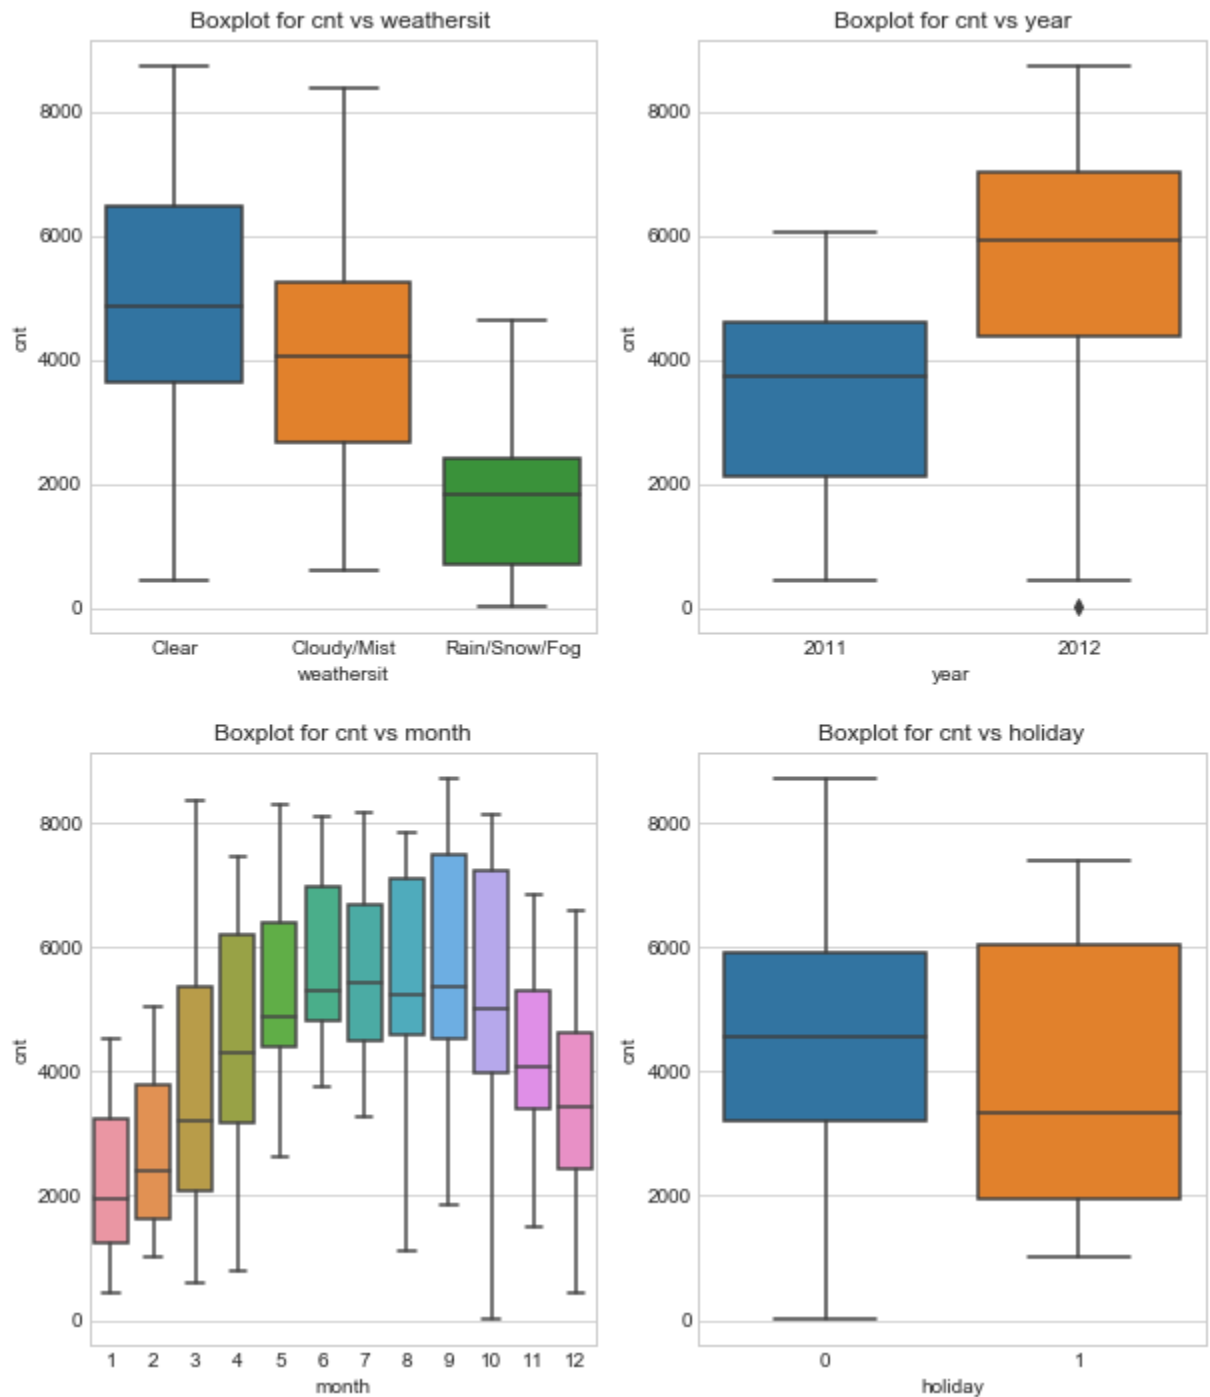 Boxplot for cnt vs weathersit
cnt
8000
6000
4000
2000
0
Clear Cloudy/Mist Rain/Snow/Fog
weathersit
Boxplot for cnt vs year
cnt
8000
6000
4000
2000
0
2011 2012
year
Boxplot for cnt vs month
cnt
8000
6000
4000
2000
0
1 2 3 4 5 6 7 8 9 10 11 12
month
Boxplot for cnt vs holiday
cnt
8000
6000
4000
2000
0
0 1
holiday